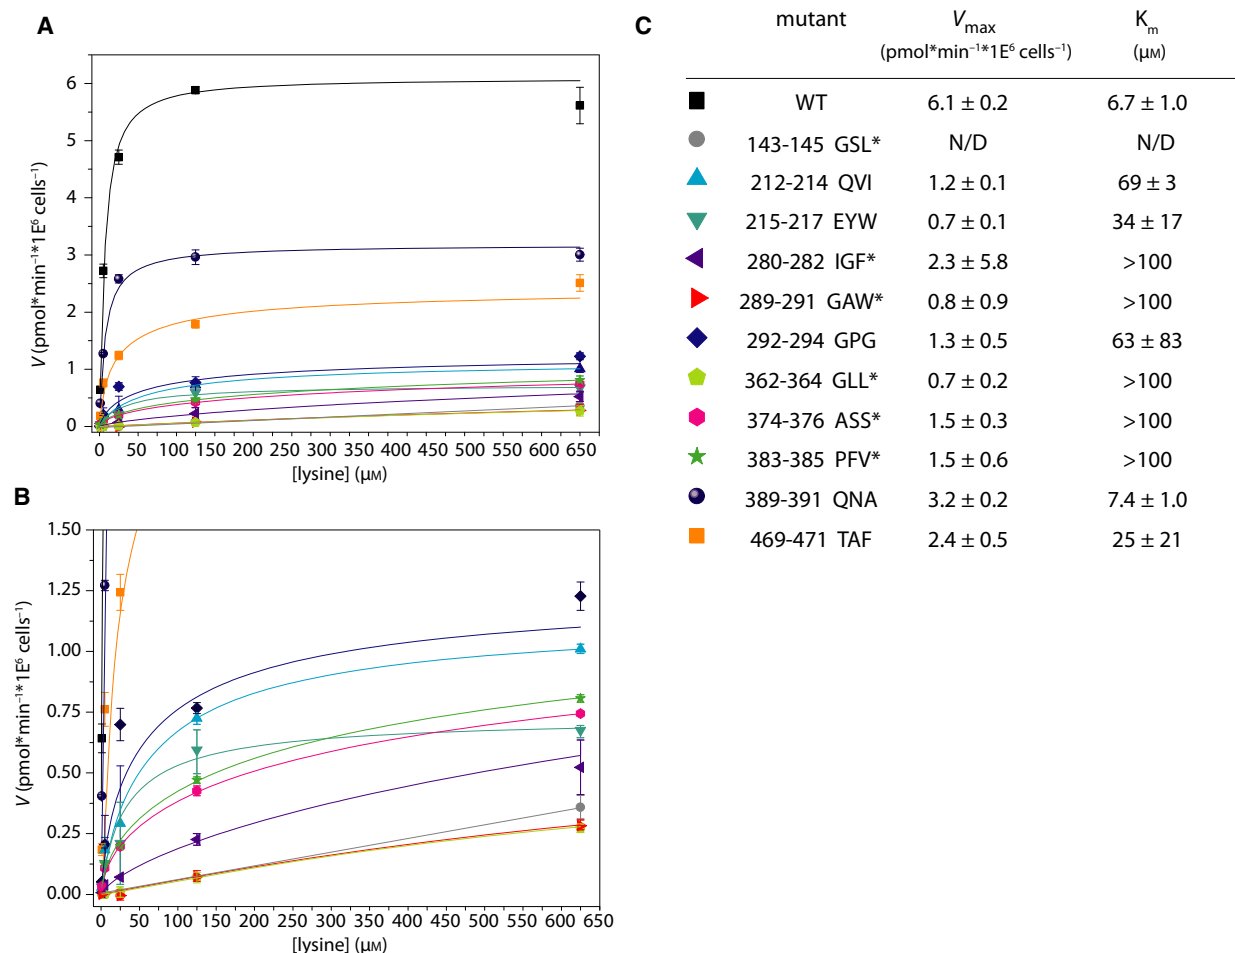 A
V (pmol*min⁻¹*1E⁶ cells⁻¹)
6
5
4
3
2
1
0
0 50 100 150 200 250 300 350 400 450 500 550 600 650
[lysine] (μM)
B
V (pmol*min⁻¹*1E⁶ cells⁻¹)
1.50
1.25
1.00
0.75
0.50
0.25
0.00
0 50 100 150 200 250 300 350 400 450 500 550 600 650
[lysine] (μM)
C
mutant Vmax Km
(pmol*min⁻¹*1E⁶ cells⁻¹) (μM)
WT 6.1 ± 0.2 6.7 ± 1.0
143-145 GSL* N/D N/D
212-214 QVI 1.2 ± 0.1 69 ± 3
215-217 EYW 0.7 ± 0.1 34 ± 17
280-282 IGF* 2.3 ± 5.8 >100
289-291 GAW* 0.8 ± 0.9 >100
292-294 GPG 1.3 ± 0.5 63 ± 83
362-364 GLL* 0.7 ± 0.2 >100
374-376 ASS* 1.5 ± 0.3 >100
383-385 PFV* 1.5 ± 0.6 >100
389-391 QNA 3.2 ± 0.2 7.4 ± 1.0
469-471 TAF 2.4 ± 0.5 25 ± 21